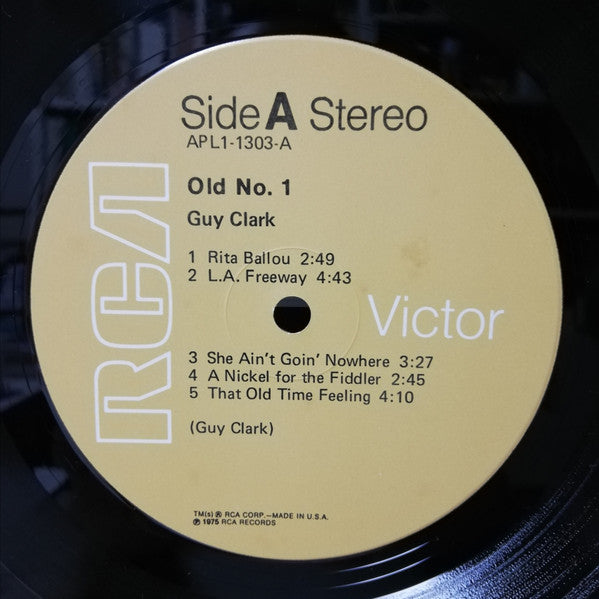 Side A Stereo
APL1-1303-A
Old No. 1
Guy Clark
1 Rita Ballou 2:49
2 L.A. Freeway 4:43
RCA
Victor
3 She Ain't Goin' Nowhere 3:27
4 A Nickel for the Fiddler 2:45
5 That Old Time Feeling 4:10
(Guy Clark)
TM(s) ® RCA CORP.—MADE IN U.S.A.
℗ 1975 RCA RECORDS